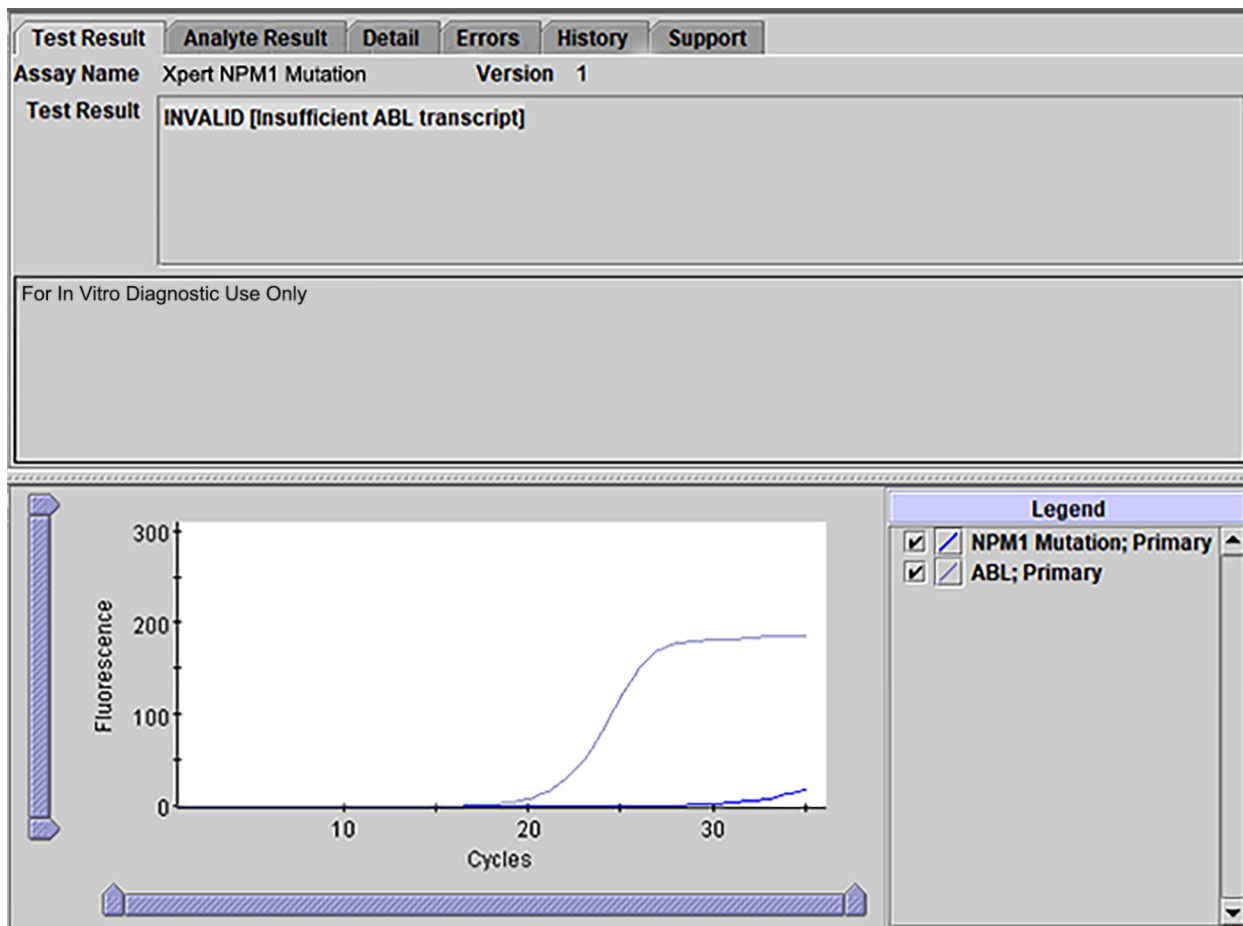 Test Result Analyte Result Detail Errors History Support
Assay Name Xpert NPM1 Mutation Version 1
Test Result INVALID [Insufficient ABL transcript]
For In Vitro Diagnostic Use Only
Legend
NPM1 Mutation; Primary
ABL; Primary
300
200
100
0
Fluorescence
10 20 30
Cycles